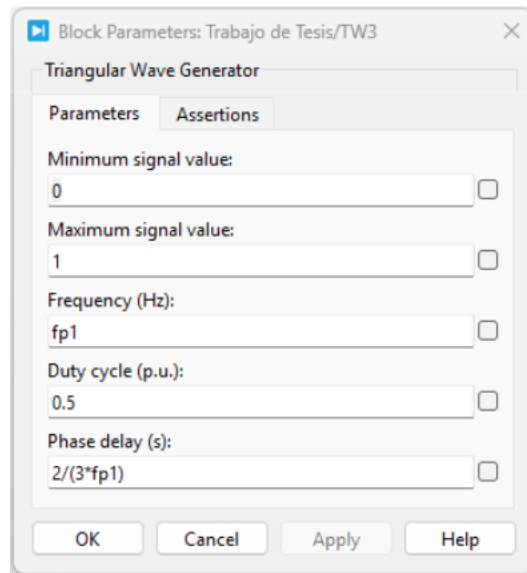 Block Parameters: Trabajo de Tesis/TW3
Triangular Wave Generator
Parameters Assertions
Minimum signal value:
0
Maximum signal value:
1
Frequency (Hz):
fp1
Duty cycle (p.u.):
0.5
Phase delay (s):
2/(3*fp1)
OK Cancel Apply Help